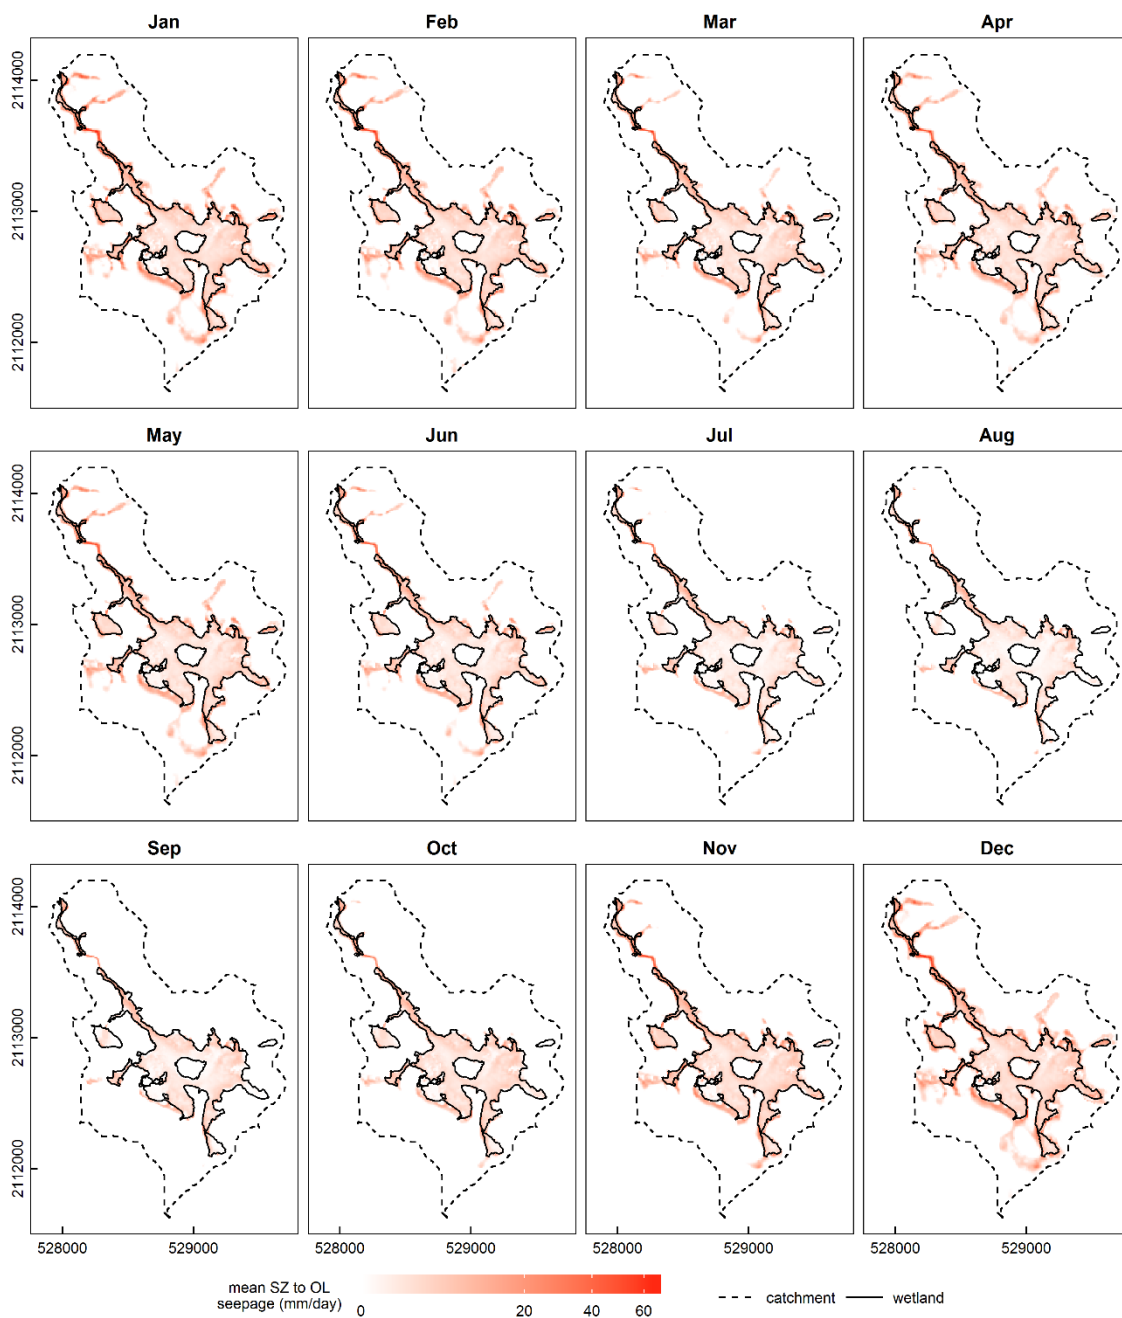 Jan Feb Mar Apr
2114000
2113000
2112000
May Jun Jul Aug
2114000
2113000
2112000
Sep Oct Nov Dec
2114000
2113000
2112000
528000 529000 528000 529000 528000 529000 528000 529000
mean SZ to OL
seepage (mm/day)
0 20 40 60
catchment wetland